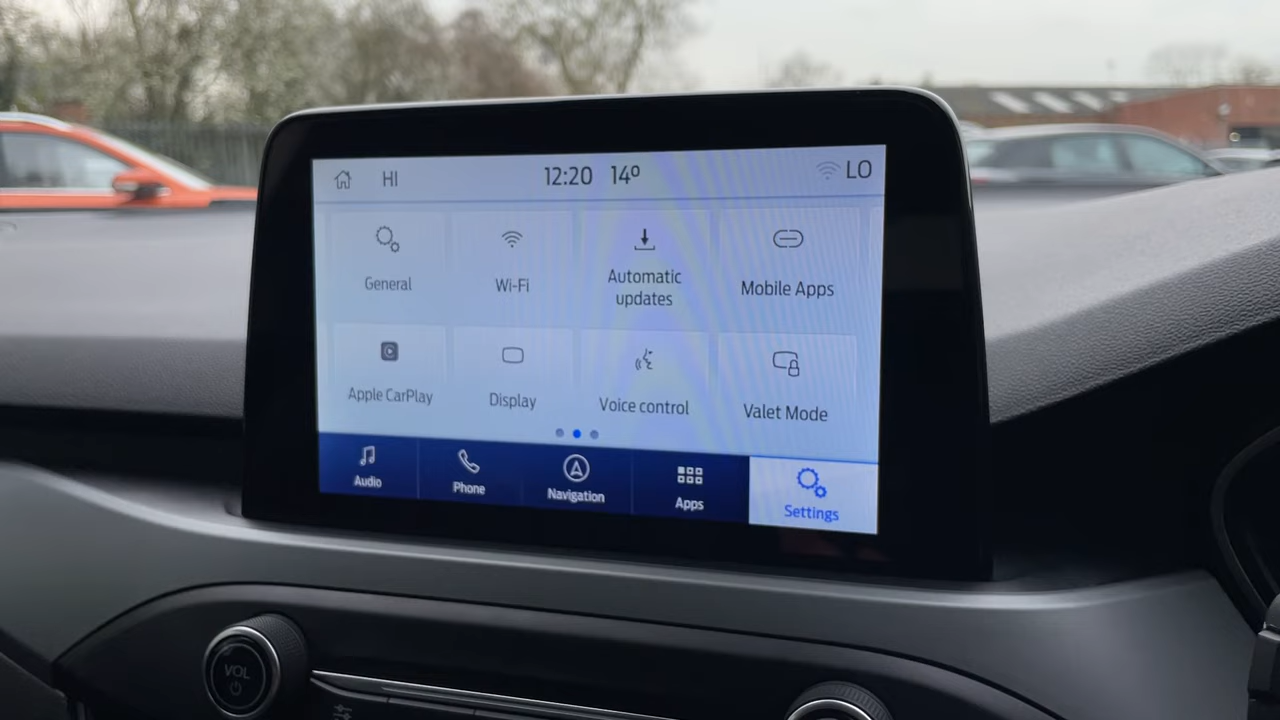 HI 12:20 14º LO
General Wi-Fi Automatic updates Mobile Apps
Apple CarPlay Display Voice control Valet Mode
Audio Phone Navigation Apps Settings
VOL